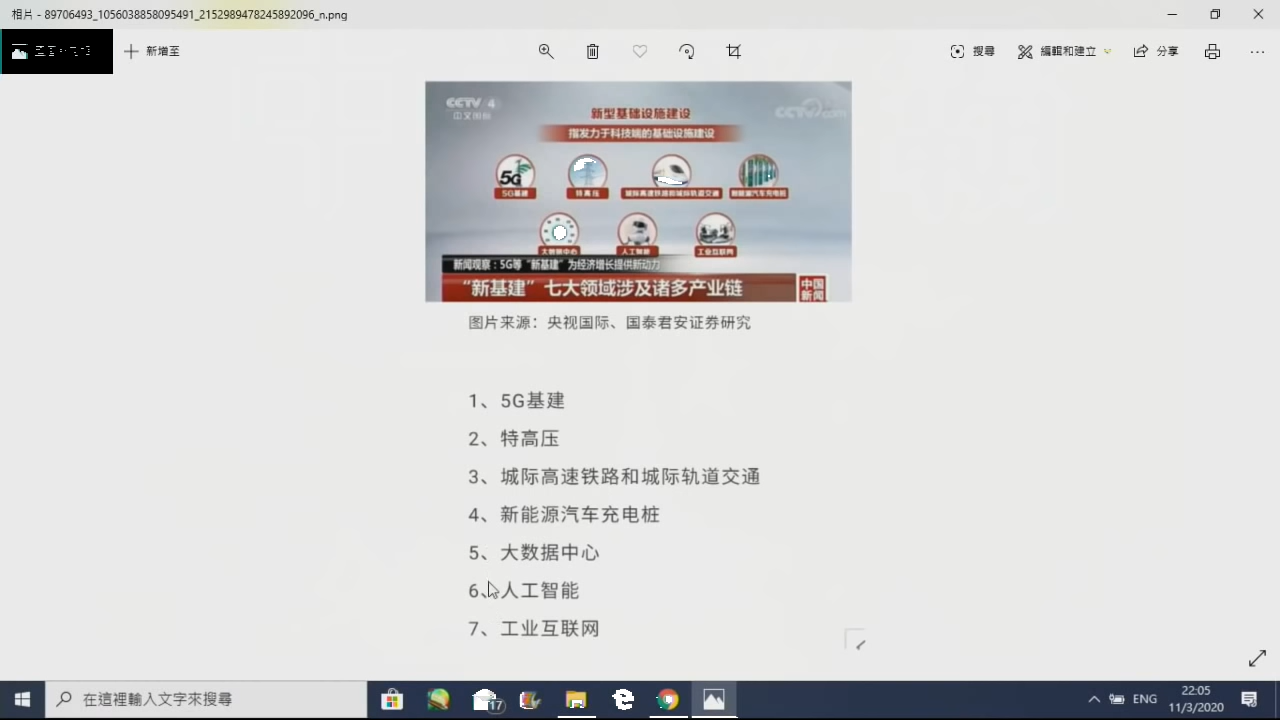 相片 - 89706493_1056038858095491_2152989478245892096_n.png
新增至
搜尋
編輯和建立
分享
CCTV 4
中文国际
CCTV.com
新型基础设施建设
指发力于科技端的基础设施建设
5G
5G基建
特高压
城际高速铁路和城际轨道交通
新能源汽车充电桩
大数据中心
人工智能
工业互联网
新闻观察：5G等“新基建”为经济增长提供新动力
“新基建”七大领域涉及诸多产业链
中国
新闻
图片来源：央视国际、国泰君安证券研究
1、5G基建
2、特高压
3、城际高速铁路和城际轨道交通
4、新能源汽车充电桩
5、大数据中心
6、人工智能
7、工业互联网
在這裡輸入文字來搜尋
17
ENG
22:05
11/3/2020